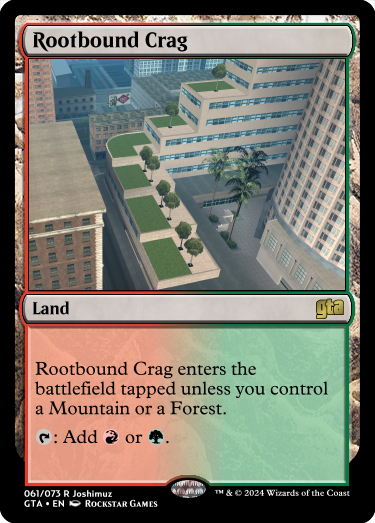 Rootbound Crag
Land
gta
Rootbound Crag enters the
battlefield tapped unless you control
a Mountain or a Forest.
: Add or .
061/073 R Joshimuz
GTA • EN Rockstar Games
™ & © 2024 Wizards of the Coast